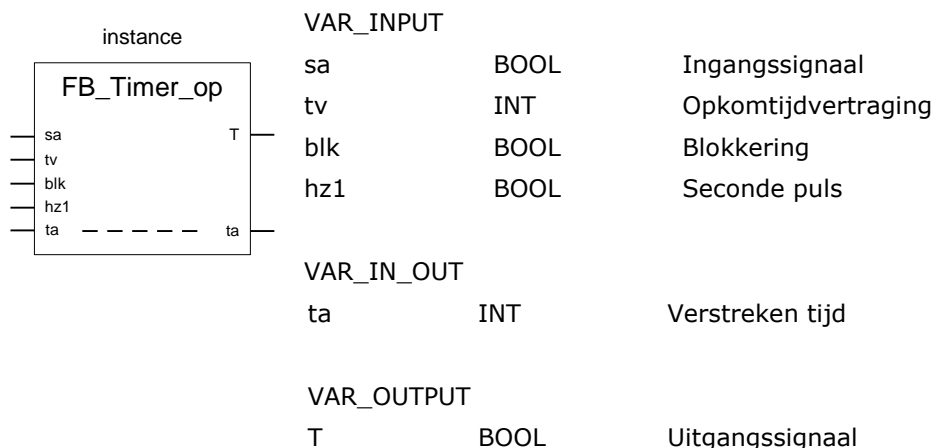 instance
FB_Timer_op
sa T
tv
blk
hz1
ta ta
VAR_INPUT
sa BOOL Ingangssignaal
tv INT Opkomtijdvertraging
blk BOOL Blokkering
hz1 BOOL Seconde puls
VAR_IN_OUT
ta INT Verstreken tijd
VAR_OUTPUT
T BOOL Uitgangssignaal